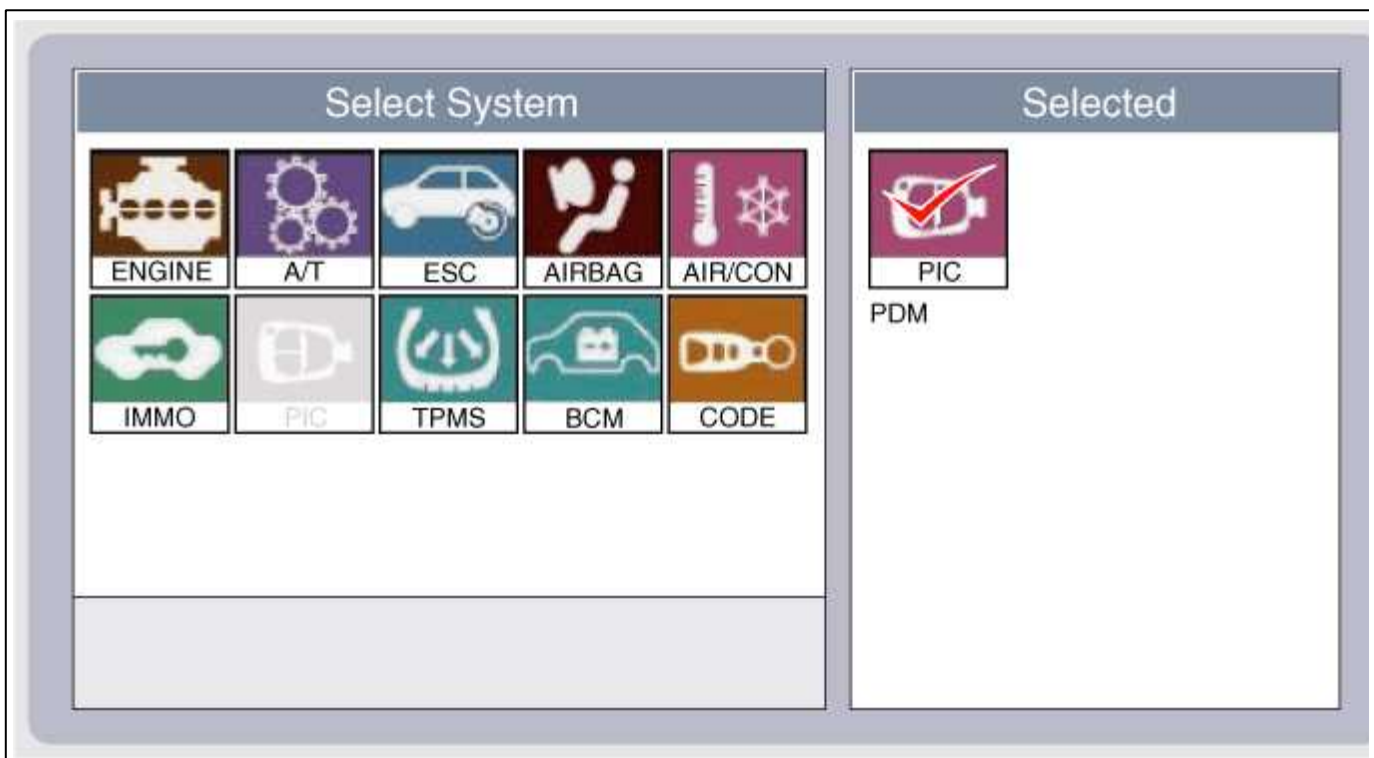 Select System
Selected
ENGINE A/T ESC AIRBAG AIR/CON
PIC
PDM
IMMO PIC TPMS BCM CODE